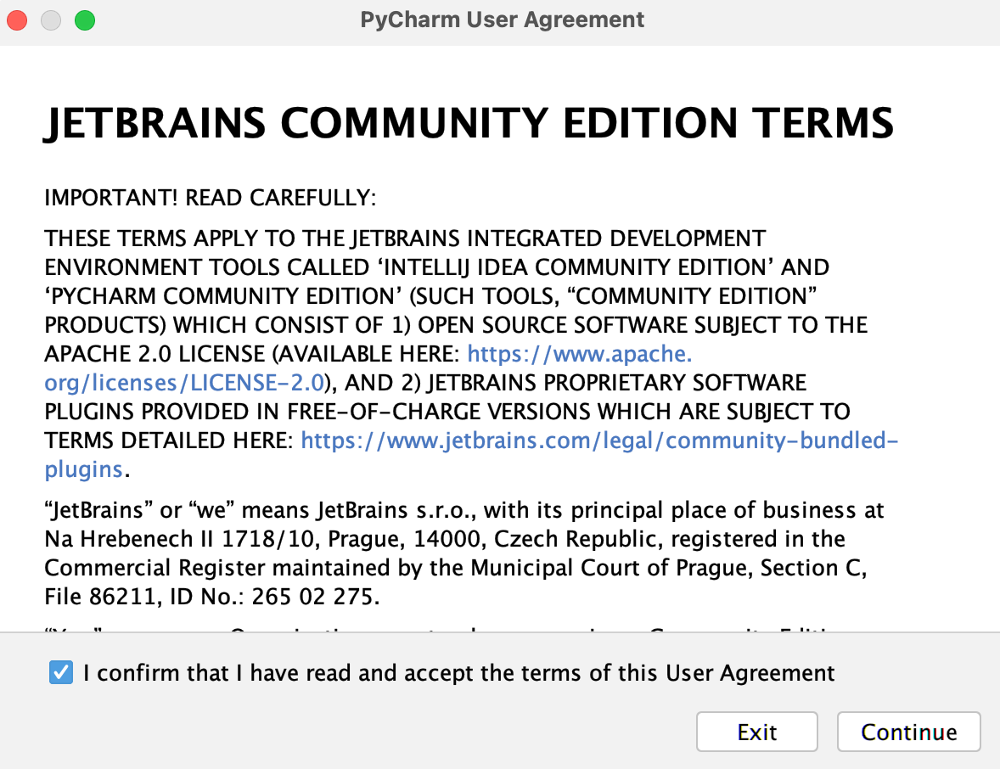 PyCharm User Agreement
JETBRAINS COMMUNITY EDITION TERMS
IMPORTANT! READ CAREFULLY:
THESE TERMS APPLY TO THE JETBRAINS INTEGRATED DEVELOPMENT
ENVIRONMENT TOOLS CALLED ‘INTELLIJ IDEA COMMUNITY EDITION’ AND
‘PYCHARM COMMUNITY EDITION’ (SUCH TOOLS, “COMMUNITY EDITION”
PRODUCTS) WHICH CONSIST OF 1) OPEN SOURCE SOFTWARE SUBJECT TO THE
APACHE 2.0 LICENSE (AVAILABLE HERE: https://www.apache.
org/licenses/LICENSE-2.0), AND 2) JETBRAINS PROPRIETARY SOFTWARE
PLUGINS PROVIDED IN FREE-OF-CHARGE VERSIONS WHICH ARE SUBJECT TO
TERMS DETAILED HERE: https://www.jetbrains.com/legal/community-bundled-
plugins.
“JetBrains” or “we” means JetBrains s.r.o., with its principal place of business at
Na Hrebenech II 1718/10, Prague, 14000, Czech Republic, registered in the
Commercial Register maintained by the Municipal Court of Prague, Section C,
File 86211, ID No.: 265 02 275.
I confirm that I have read and accept the terms of this User Agreement
Exit
Continue